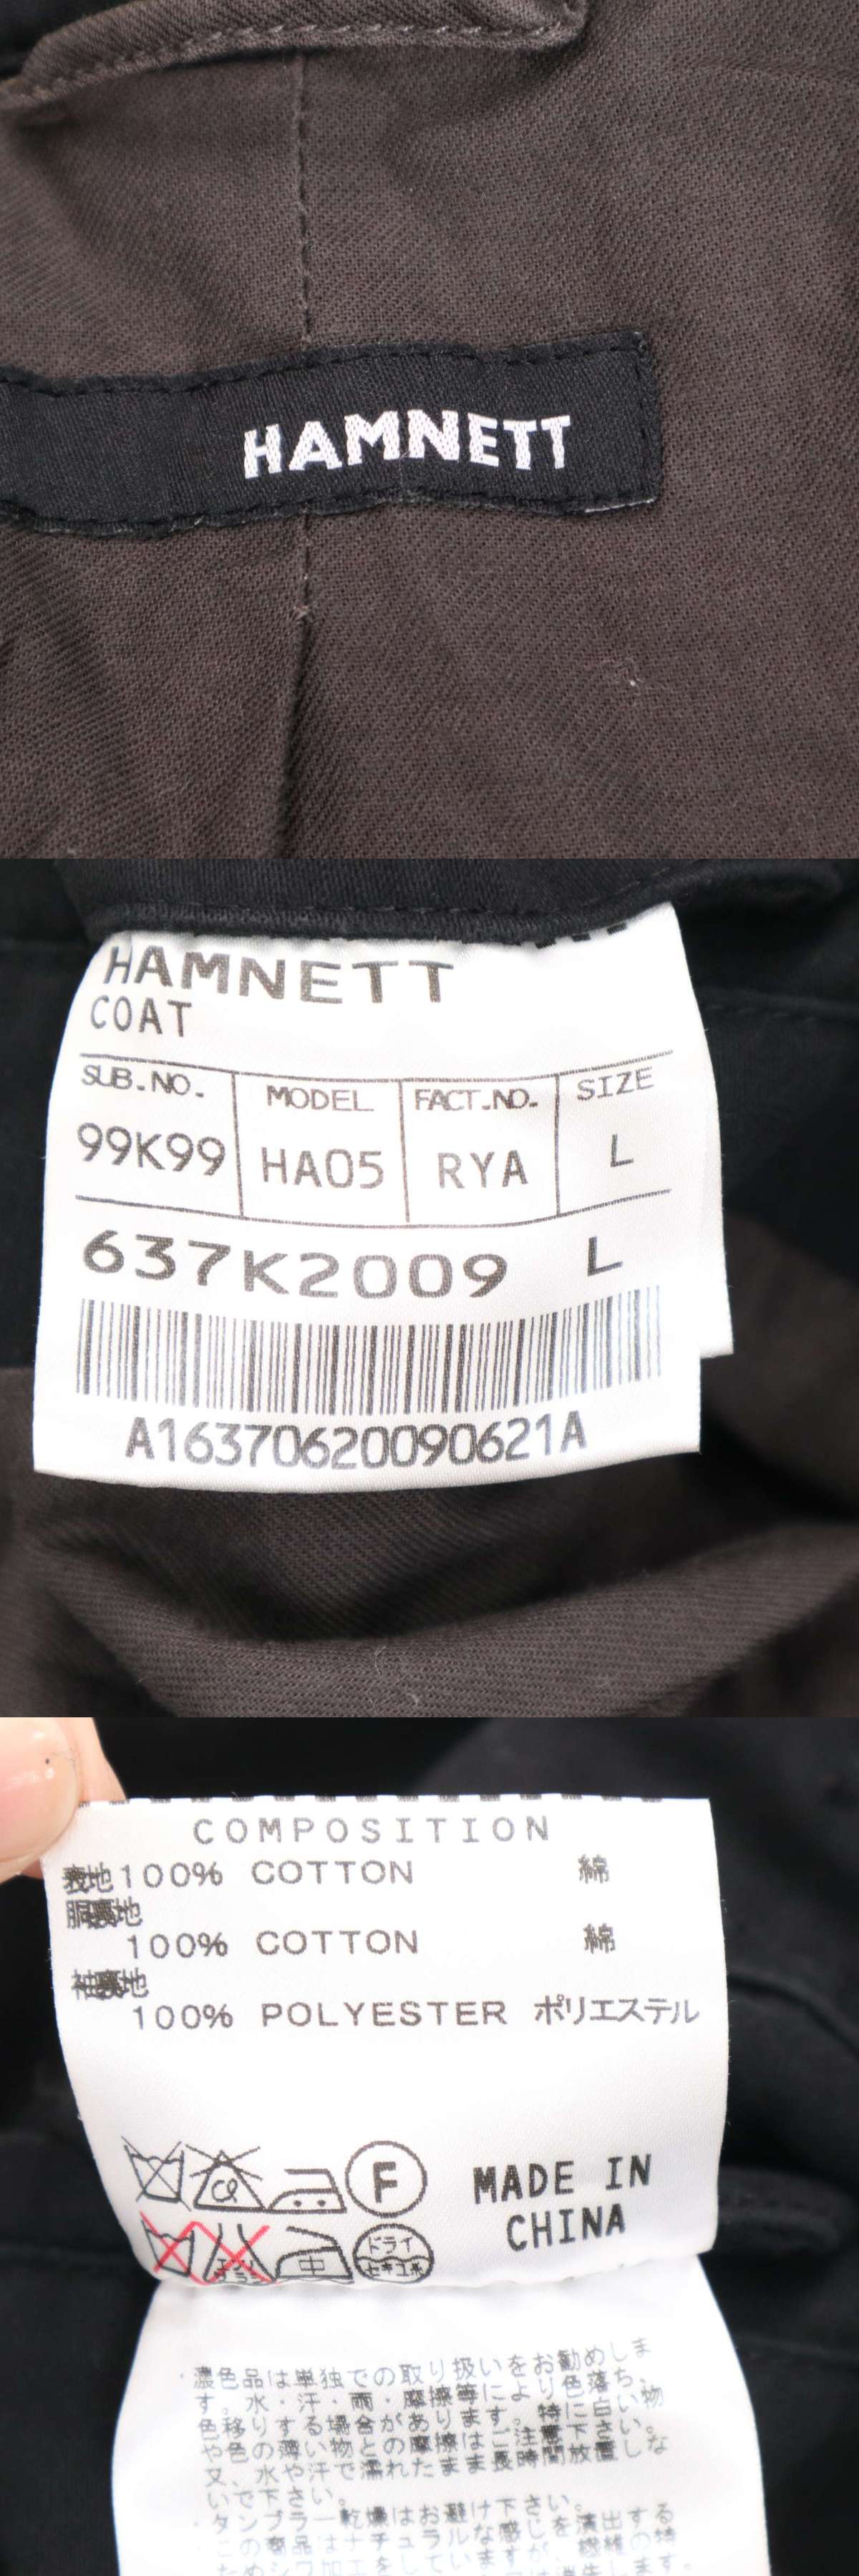 HAMNETT
HAMNETT
COAT
SUB.NO. MODEL FACT.NO. SIZE
99K99 HA05 RYA L
637K2009 L
A16370620090621A
COMPOSITION
表地100% COTTON 綿
胴裏地
100% COTTON 綿
袖裏地
100% POLYESTER ポリエステル
F
MADE IN
CHINA
中
ドライ
セキユ系
・濃色品は単独での取り扱いをお勧めしま
す。水・汗・雨・摩擦等により色落ち、
色移りする場合があります。特に白い物
や色の薄い物との摩擦はご注意下さい。
又、水や汗で濡れたまま長時間放置しな
いで下さい。
タンブラー乾燥はお避け下さい。